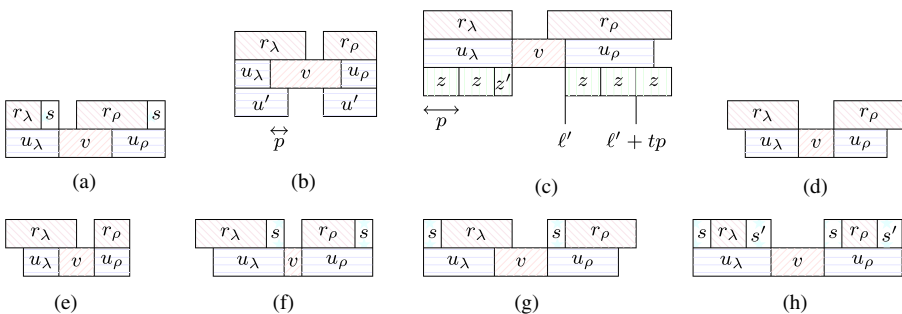 r_λ s r_ρ s
u_λ v u_ρ
(a)
r_λ r_ρ
u_λ v u_ρ
u′ u′
p
(b)
r_λ r_ρ
u_λ v u_ρ
z z z′ z z z
p
ℓ′ ℓ′ + tp
(c)
r_λ r_ρ
u_λ v u_ρ
(d)
r_λ r_ρ
u_λ v u_ρ
(e)
r_λ s r_ρ s
u_λ v u_ρ
(f)
s r_λ s r_ρ
u_λ v u_ρ
(g)
s r_λ s′ s r_ρ s′
u_λ v u_ρ
(h)